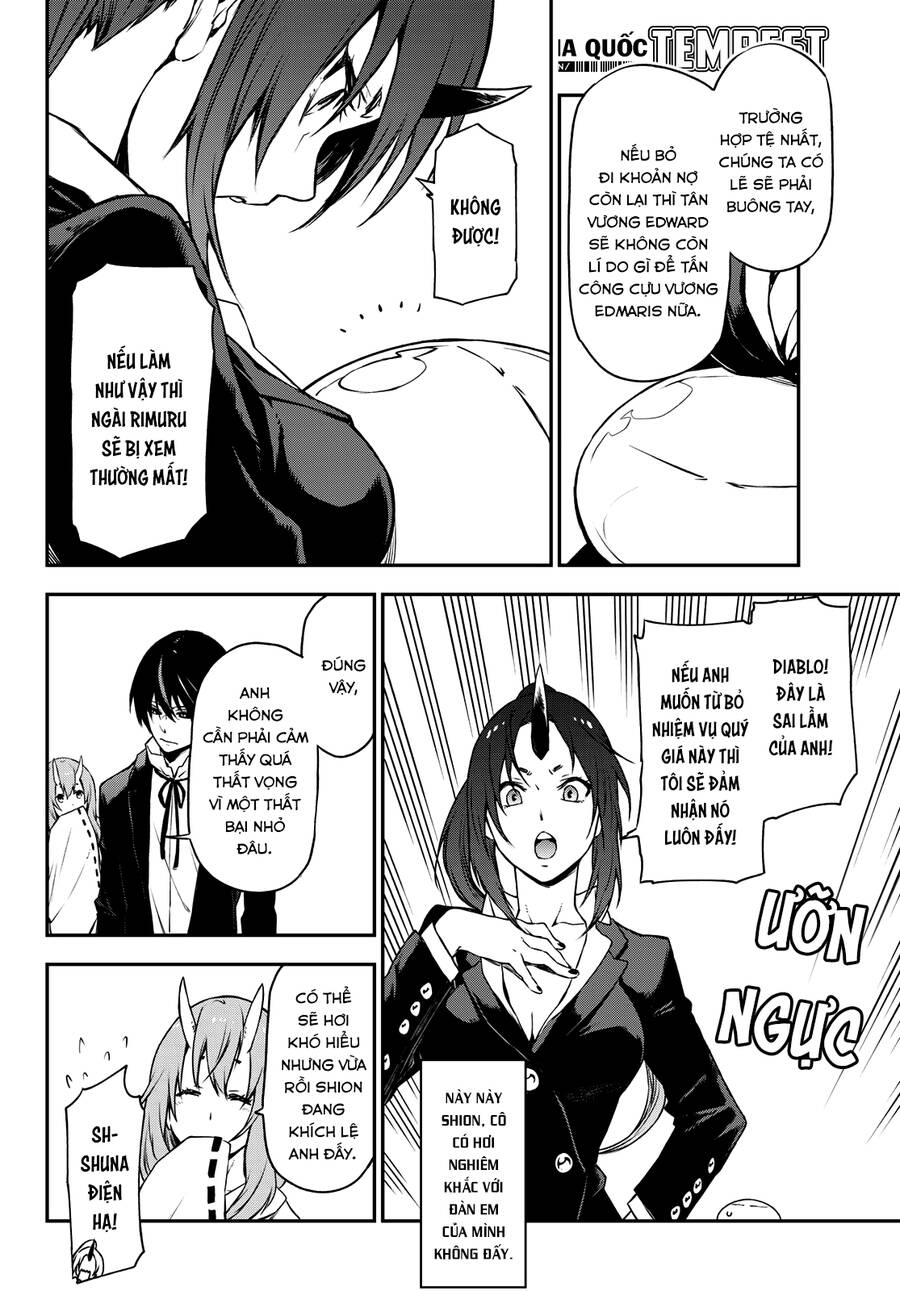 IA QUỐC TEMPEST
TRƯỜNG
HỢP TỆ NHẤT,
CHÚNG TA CÓ
LẼ SẼ PHẢI
BUÔNG TAY,
NẾU BỎ
ĐI KHOẢN NỢ
CÒN LẠI THÌ TÂN
VƯƠNG EDWARD
SẼ KHÔNG CÒN
LÍ DO GÌ ĐỂ TẤN
CÔNG CỰU VƯƠNG
EDMARIS NỮA.
KHÔNG
ĐƯỢC!
NẾU LÀM
NHƯ VẬY THÌ
NGÀI RIMURU
SẼ BỊ XEM
THƯỜNG MẤT!
DIABLO!
ĐÂY LÀ
SAI LẦM
CỦA ANH!
NẾU ANH
MUỐN TỪ BỎ
NHIỆM VỤ QUÝ
GIÁ NÀY THÌ
TÔI SẼ ĐẢM
NHẬN NÓ
LUÔN ĐẤY!
ƯỠN
NGỰC
NÀY NÀY
SHION, CÔ
CÓ HƠI
NGHIÊM
KHẮC VỚI
ĐÀN EM
CỦA MÌNH
KHÔNG ĐẤY.
ĐÚNG
VẬY,
ANH
KHÔNG
CẦN PHẢI CẢM
THẤY QUÁ
THẤT VỌNG
VÌ MỘT THẤT
BẠI NHỎ
ĐÂU.
CÓ THỂ
SẼ HƠI
KHÓ HIỂU
NHƯNG VỪA
RỒI SHION
ĐANG
KHÍCH LỆ
ANH ĐẤY.
SH-
SHUNA
ĐIỆN
HẠ!